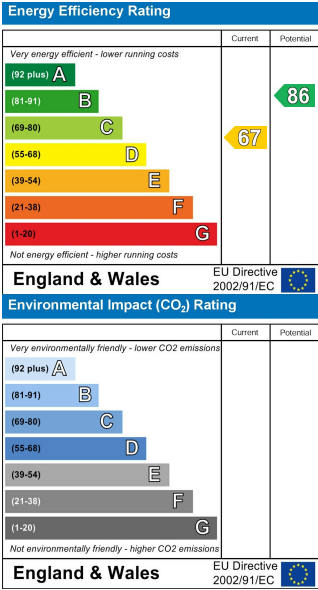 Energy Efficiency Rating
Current Potential
Very energy efficient - lower running costs
(92 plus) A
(81-91) B
(69-80) C
(55-68) D
(39-54) E
(21-38) F
(1-20) G
67
86
Not energy efficient - higher running costs
England & Wales
EU Directive
2002/91/EC
Environmental Impact (CO₂) Rating
Current Potential
Very environmentally friendly - lower CO2 emissions
(92 plus) A
(81-91) B
(69-80) C
(55-68) D
(39-54) E
(21-38) F
(1-20) G
Not environmentally friendly - higher CO2 emissions
England & Wales
EU Directive
2002/91/EC